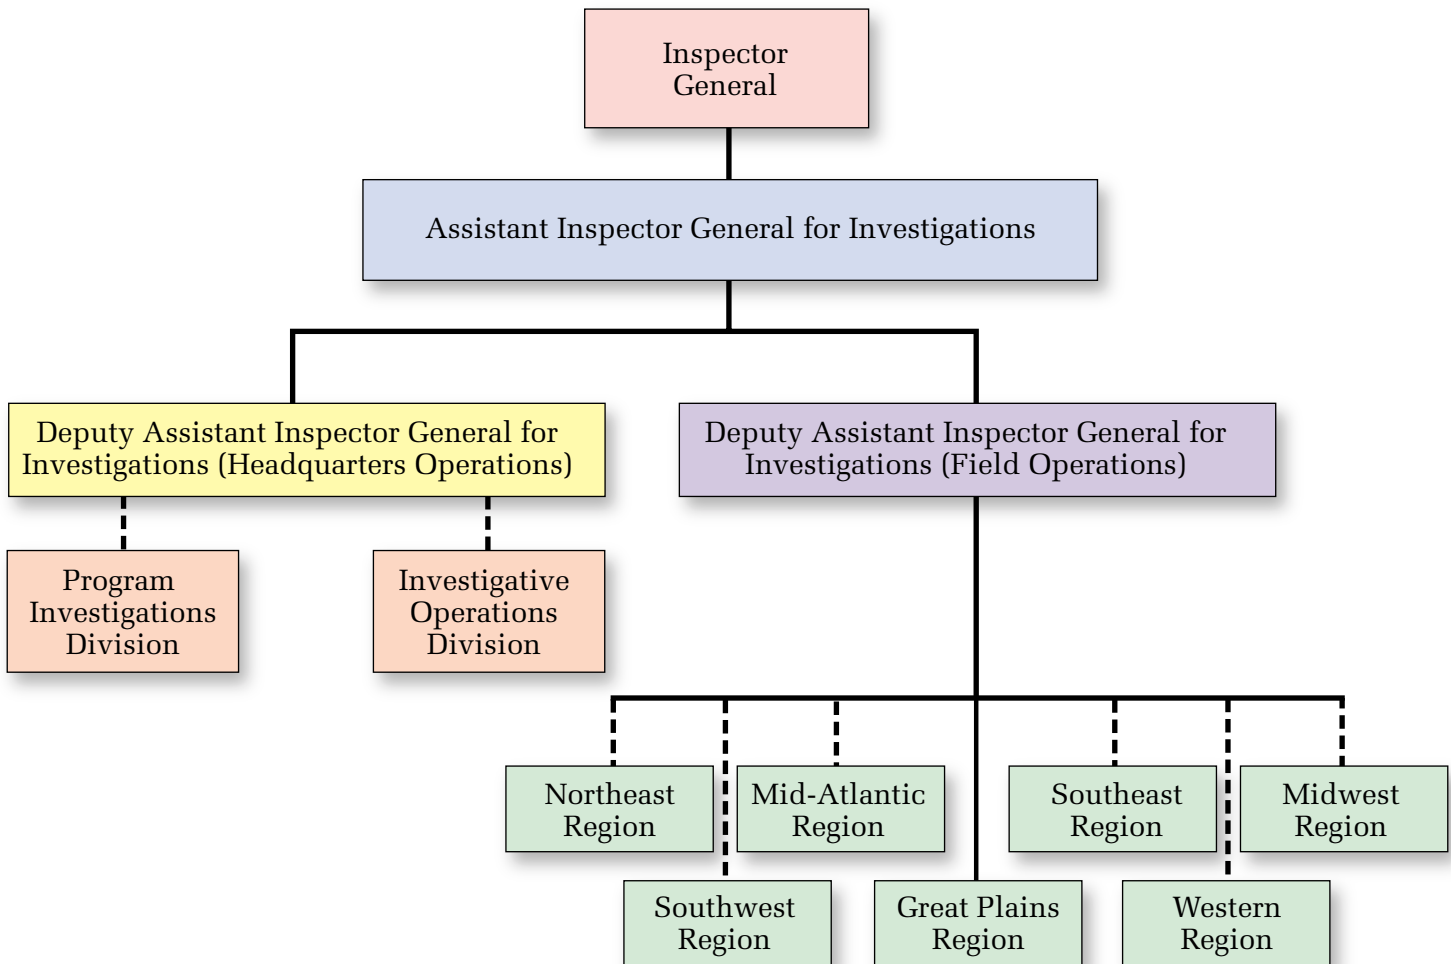 Inspector
General
Assistant Inspector General for Investigations
Deputy Assistant Inspector General for
Investigations (Headquarters Operations)
Deputy Assistant Inspector General for
Investigations (Field Operations)
Program
Investigations
Division
Investigative
Operations
Division
Northeast
Region
Mid-Atlantic
Region
Southeast
Region
Midwest
Region
Southwest
Region
Great Plains
Region
Western
Region